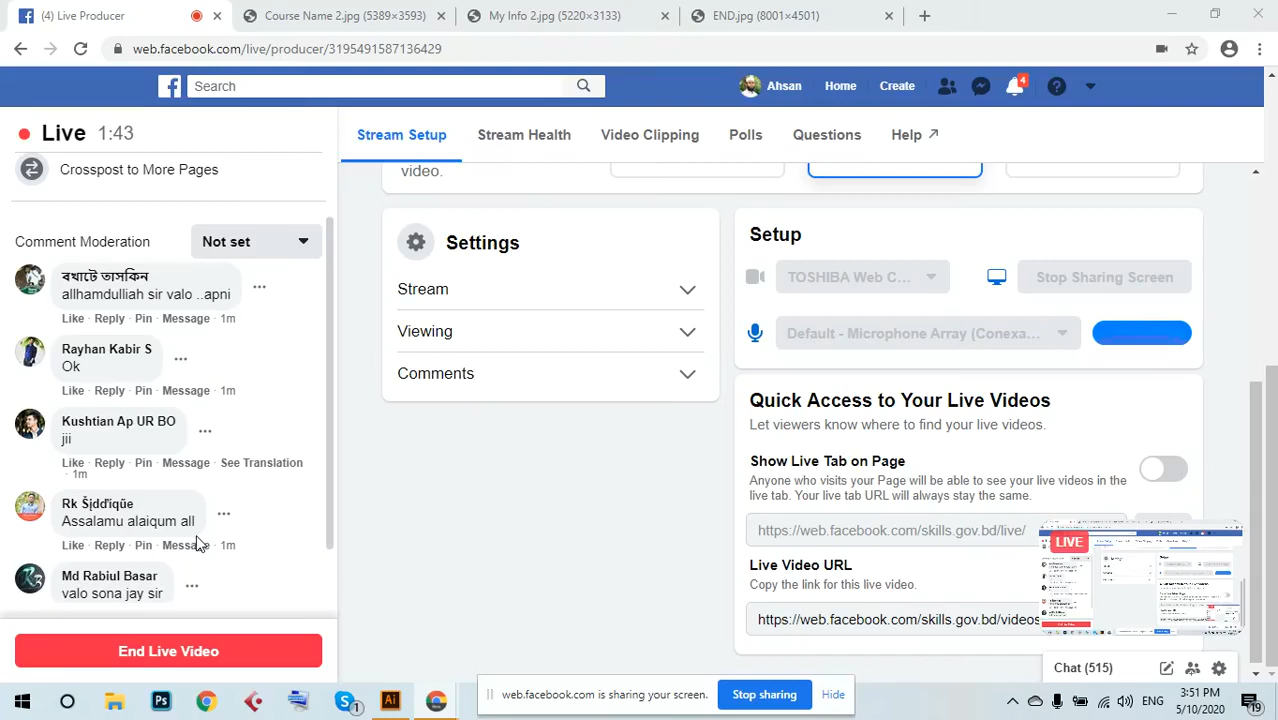 (4) Live Producer
Course Name 2.jpg (5389×3593)
My Info 2.jpg (5220×3133)
END.jpg (8001×4501)
web.facebook.com/live/producer/3195491587136429
Search
Ahsan
Home
Create
4
Live 1:43
Stream Setup
Stream Health
Video Clipping
Polls
Questions
Help
Crosspost to More Pages
video.
Comment Moderation
Not set
বখাটে তাসকিন
allhamdulliah sir valo ..apni
Like · Reply · Pin · Message · 1m
Rayhan Kabir S
Ok
Like · Reply · Pin · Message · 1m
Kushtian Ap UR BO
jii
Like · Reply · Pin · Message · See Translation
· 1m
Rk Šįdďïqűe
Assalamu alaiqum all
Like · Reply · Pin · Message · 1m
Md Rabiul Basar
valo sona jay sir
End Live Video
Settings
Stream
Viewing
Comments
Setup
TOSHIBA Web C...
Stop Sharing Screen
Default - Microphone Array (Conexa...
Quick Access to Your Live Videos
Let viewers know where to find your live videos.
Show Live Tab on Page
Anyone who visits your Page will be able to see your live videos in the
live tab. Your live tab URL will always stay the same.
https://web.facebook.com/skills.gov.bd/live/
LIVE
Live Video URL
Copy the link for this live video.
https://web.facebook.com/skills.gov.bd/videos
Chat (515)
web.facebook.com is sharing your screen.
Stop sharing
Hide
Ps
1
Ai
ENG
3:51 PM
5/10/2020
19